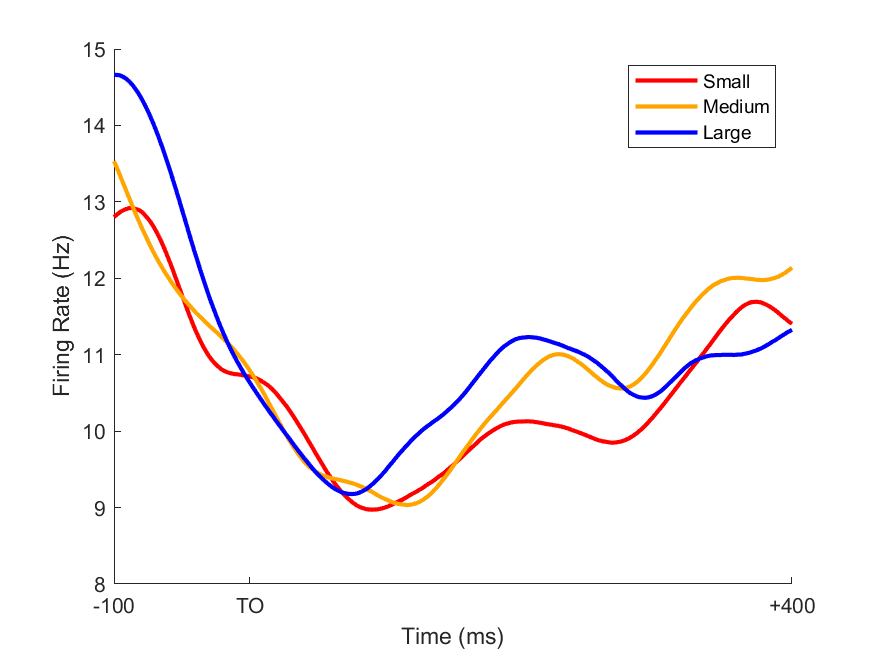 15
14
13
12
11
10
9
8
Firing Rate (Hz)
Small
Medium
Large
-100
TO
+400
Time (ms)